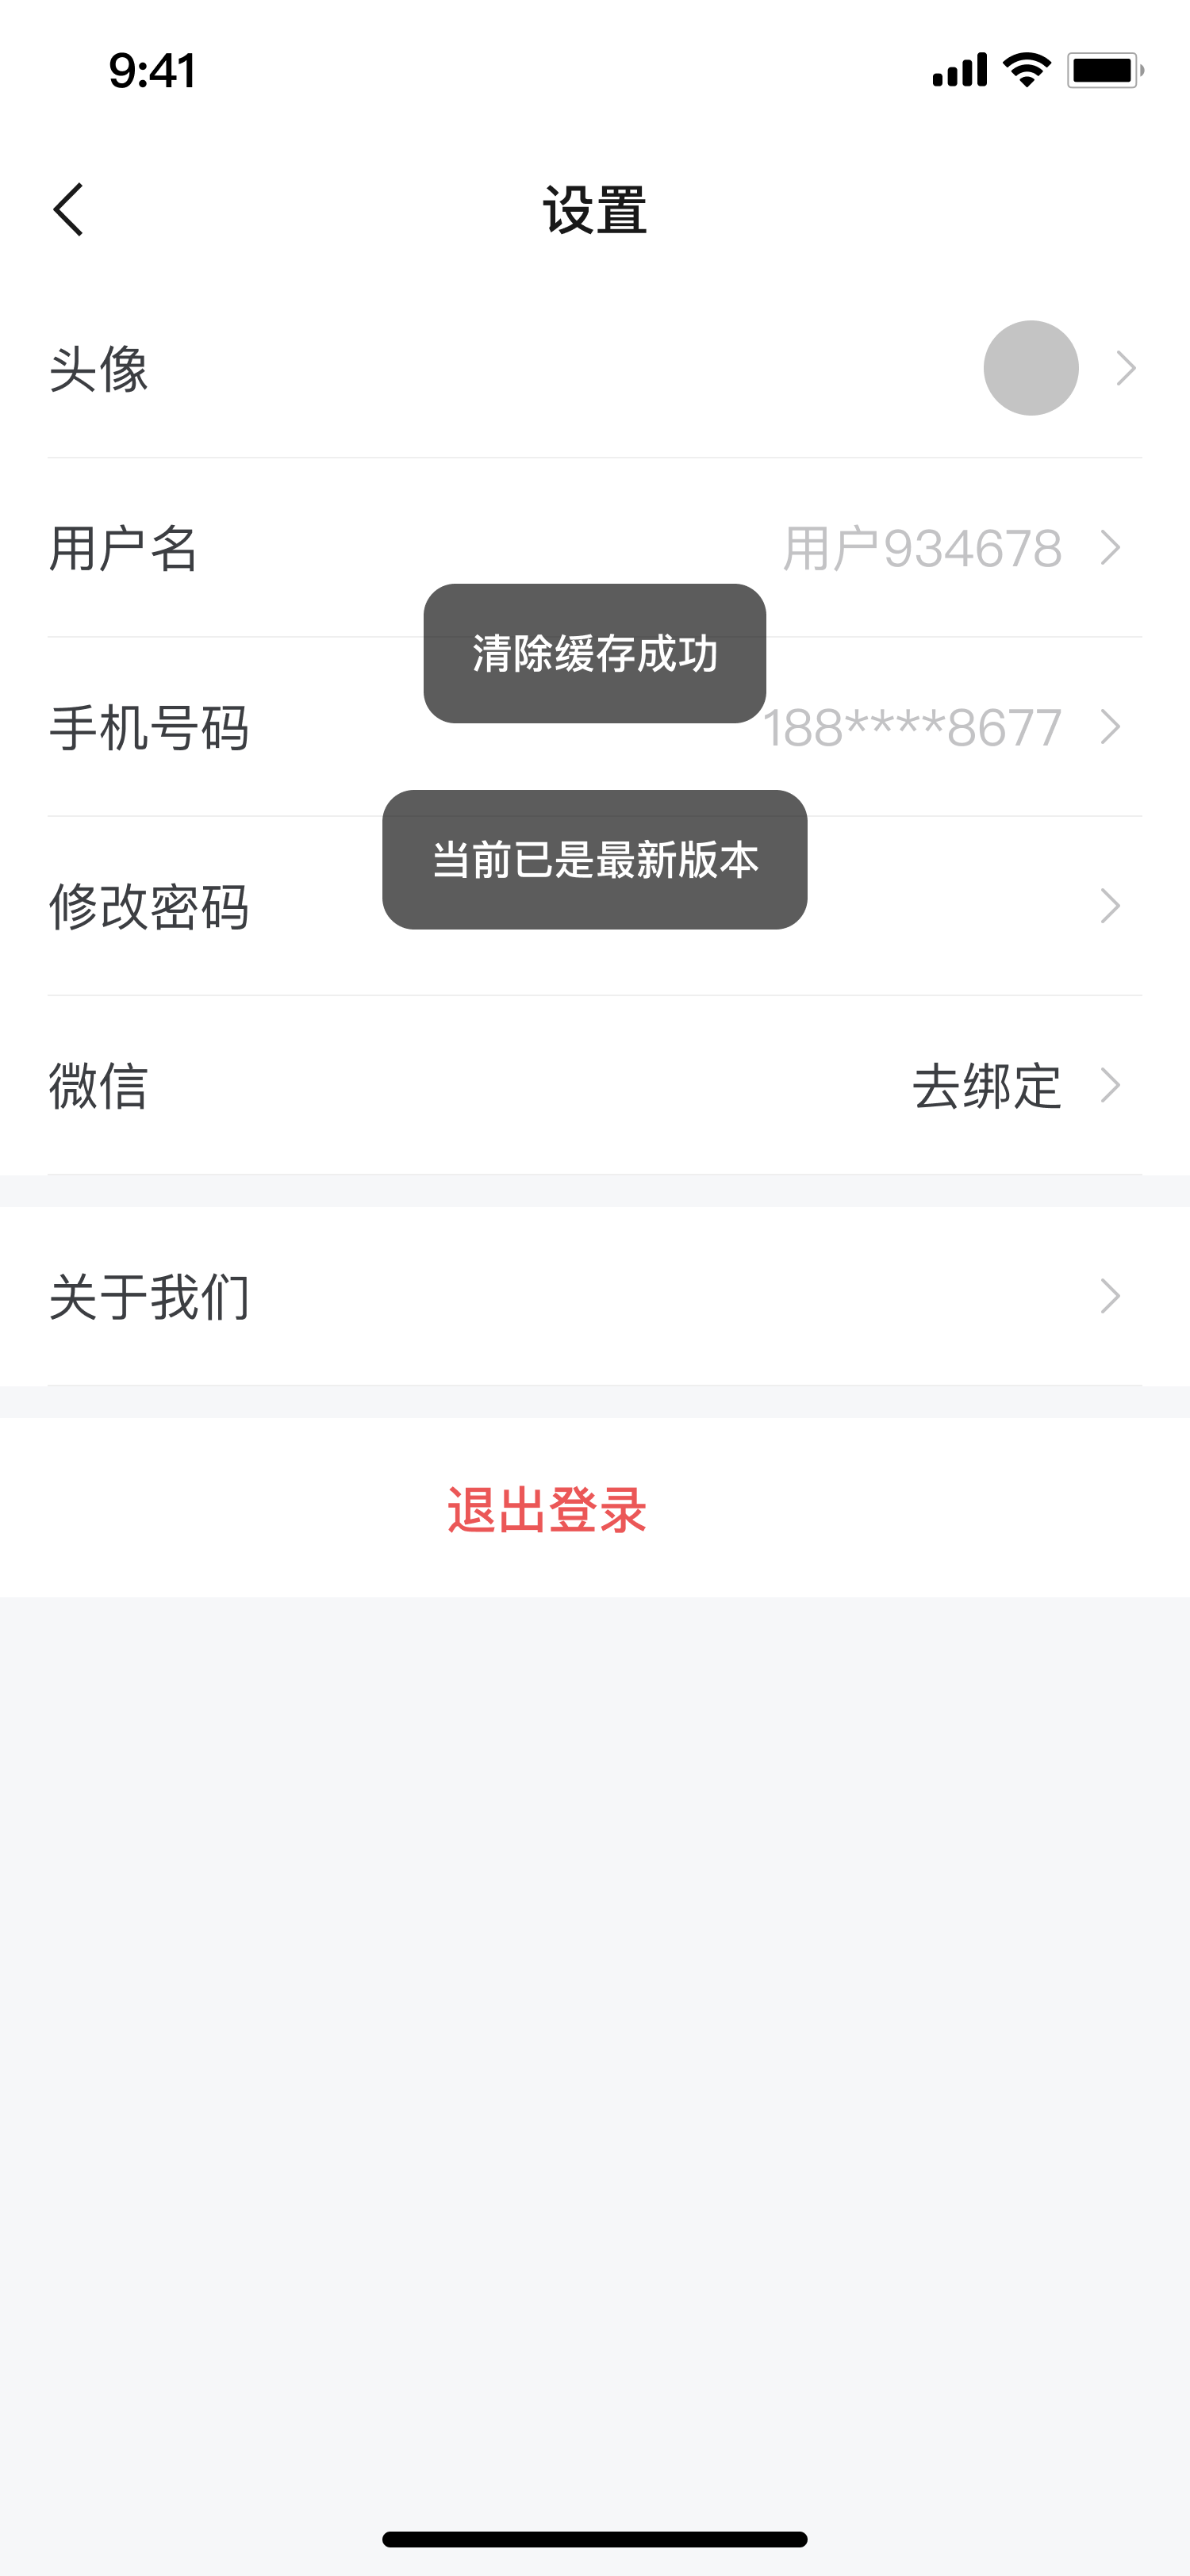 9:41
设置
头像
用户名 用户934678
清除缓存成功
手机号码 188****8677
当前已是最新版本
修改密码
微信 去绑定
关于我们
退出登录